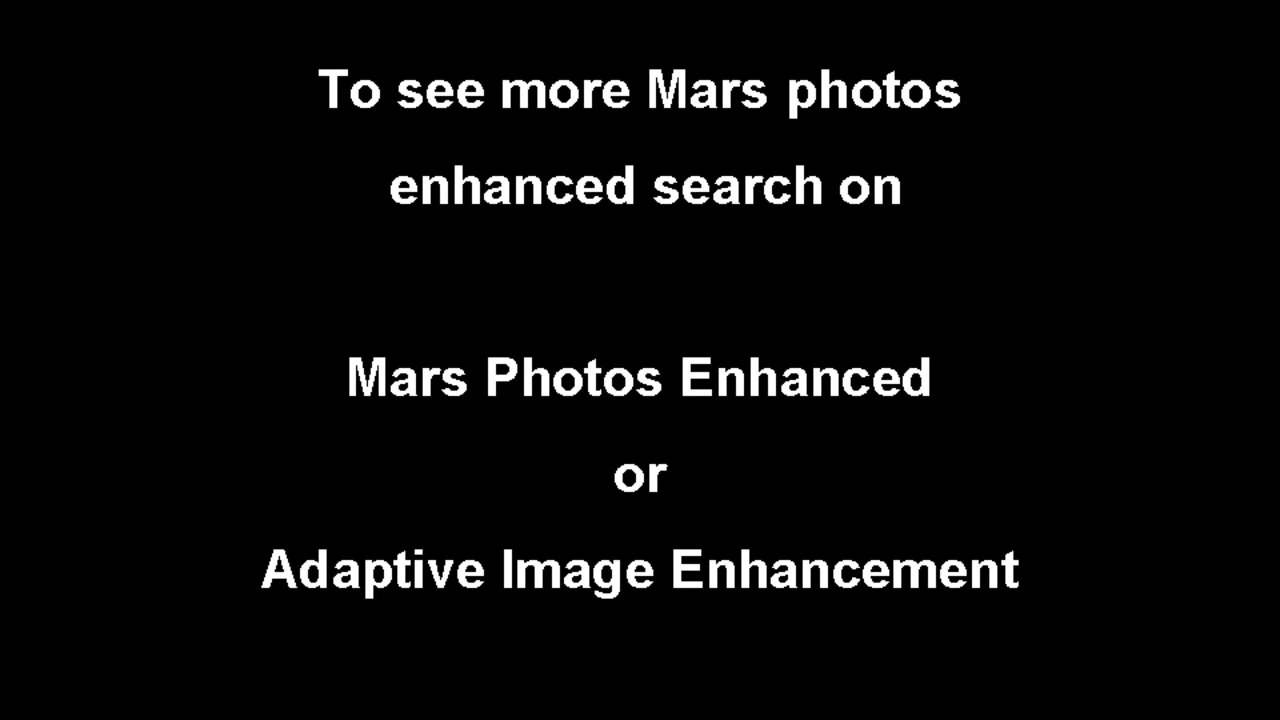 To see more Mars photos
enhanced search on
Mars Photos Enhanced
or
Adaptive Image Enhancement